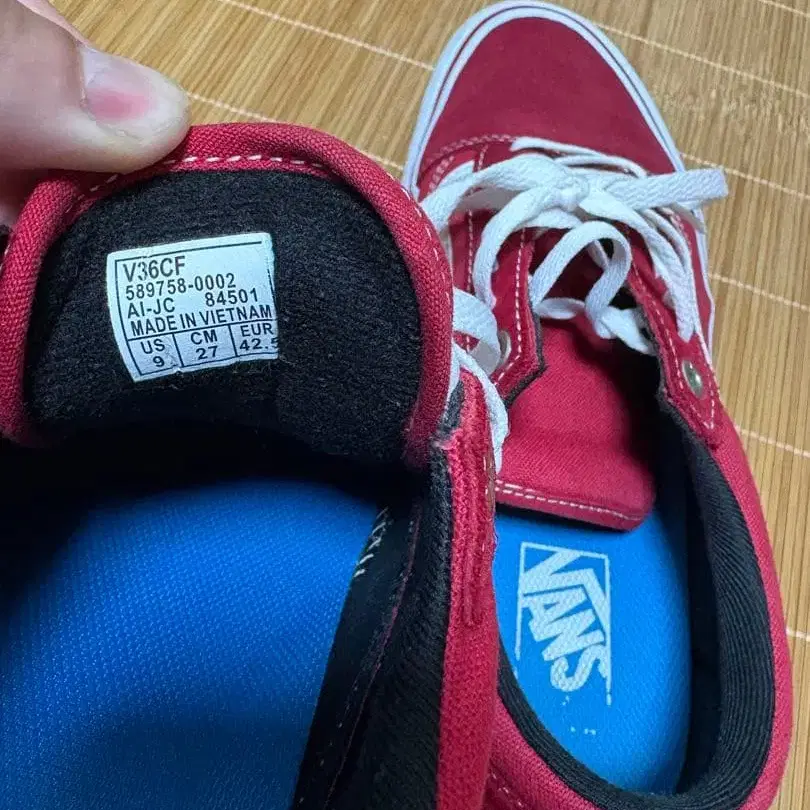 V36CF
589758-0002
AI-JC 84501
MADE IN VIETNAM
US CM EUR
9 27 42.5
VANS